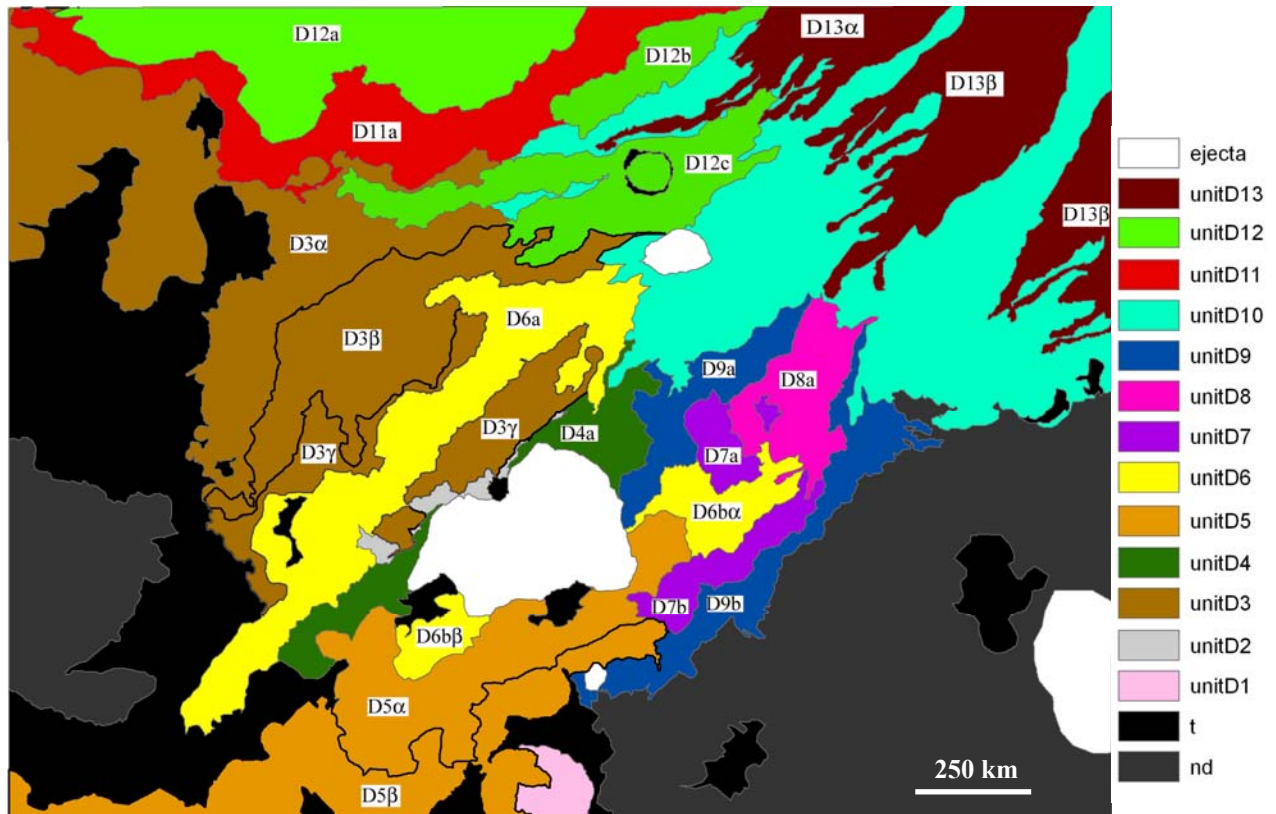 D12a
D12b
D13α
D13β
D11a
D12c
D13β
D3α
D6a
D3β
D9a
D8a
D3γ
D4a
D3γ
D7a
D6bα
D7b
D9b
D6bβ
D5α
D5β
250 km
ejecta
unitD13
unitD12
unitD11
unitD10
unitD9
unitD8
unitD7
unitD6
unitD5
unitD4
unitD3
unitD2
unitD1
t
nd